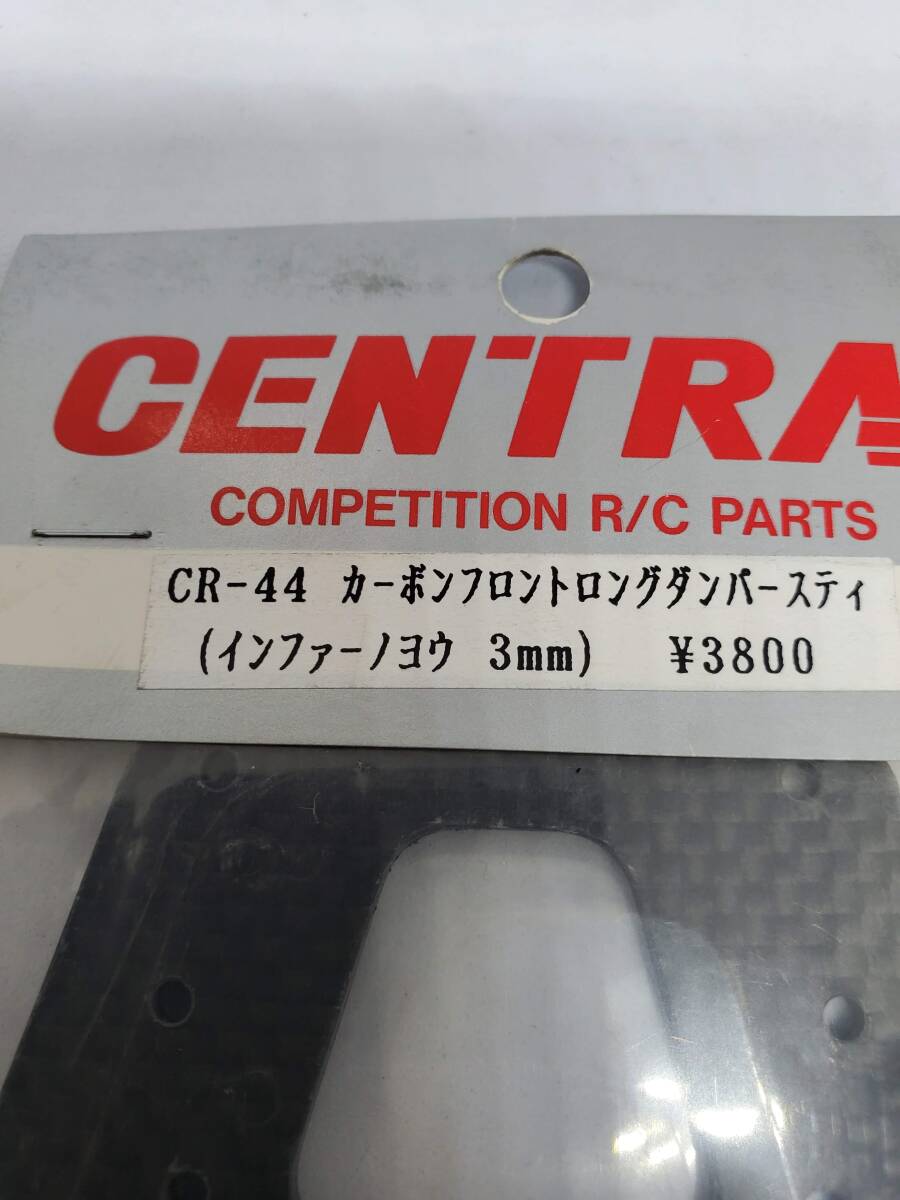 CENTRA
COMPETITION R/C PARTS
CR-44 カーボンフロントロングダンパースティ
(インファーノヨウ 3mm) ¥3800